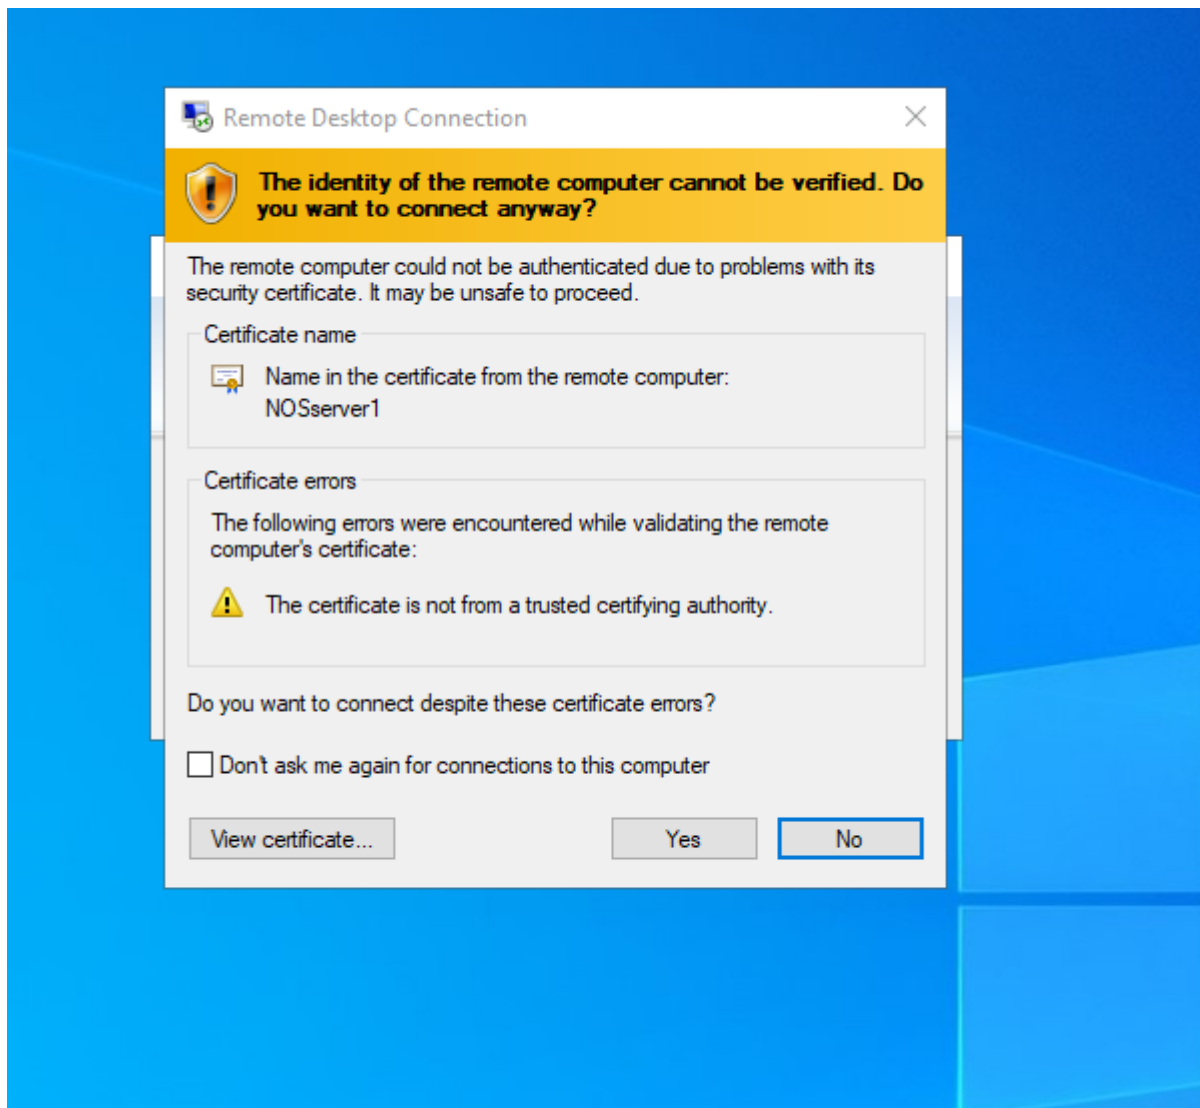 Remote Desktop Connection
The identity of the remote computer cannot be verified. Do
you want to connect anyway?
The remote computer could not be authenticated due to problems with its
security certificate. It may be unsafe to proceed.
Certificate name
Name in the certificate from the remote computer:
NOSserver1
Certificate errors
The following errors were encountered while validating the remote
computer's certificate:
The certificate is not from a trusted certifying authority.
Do you want to connect despite these certificate errors?
Don't ask me again for connections to this computer
View certificate...
Yes
No